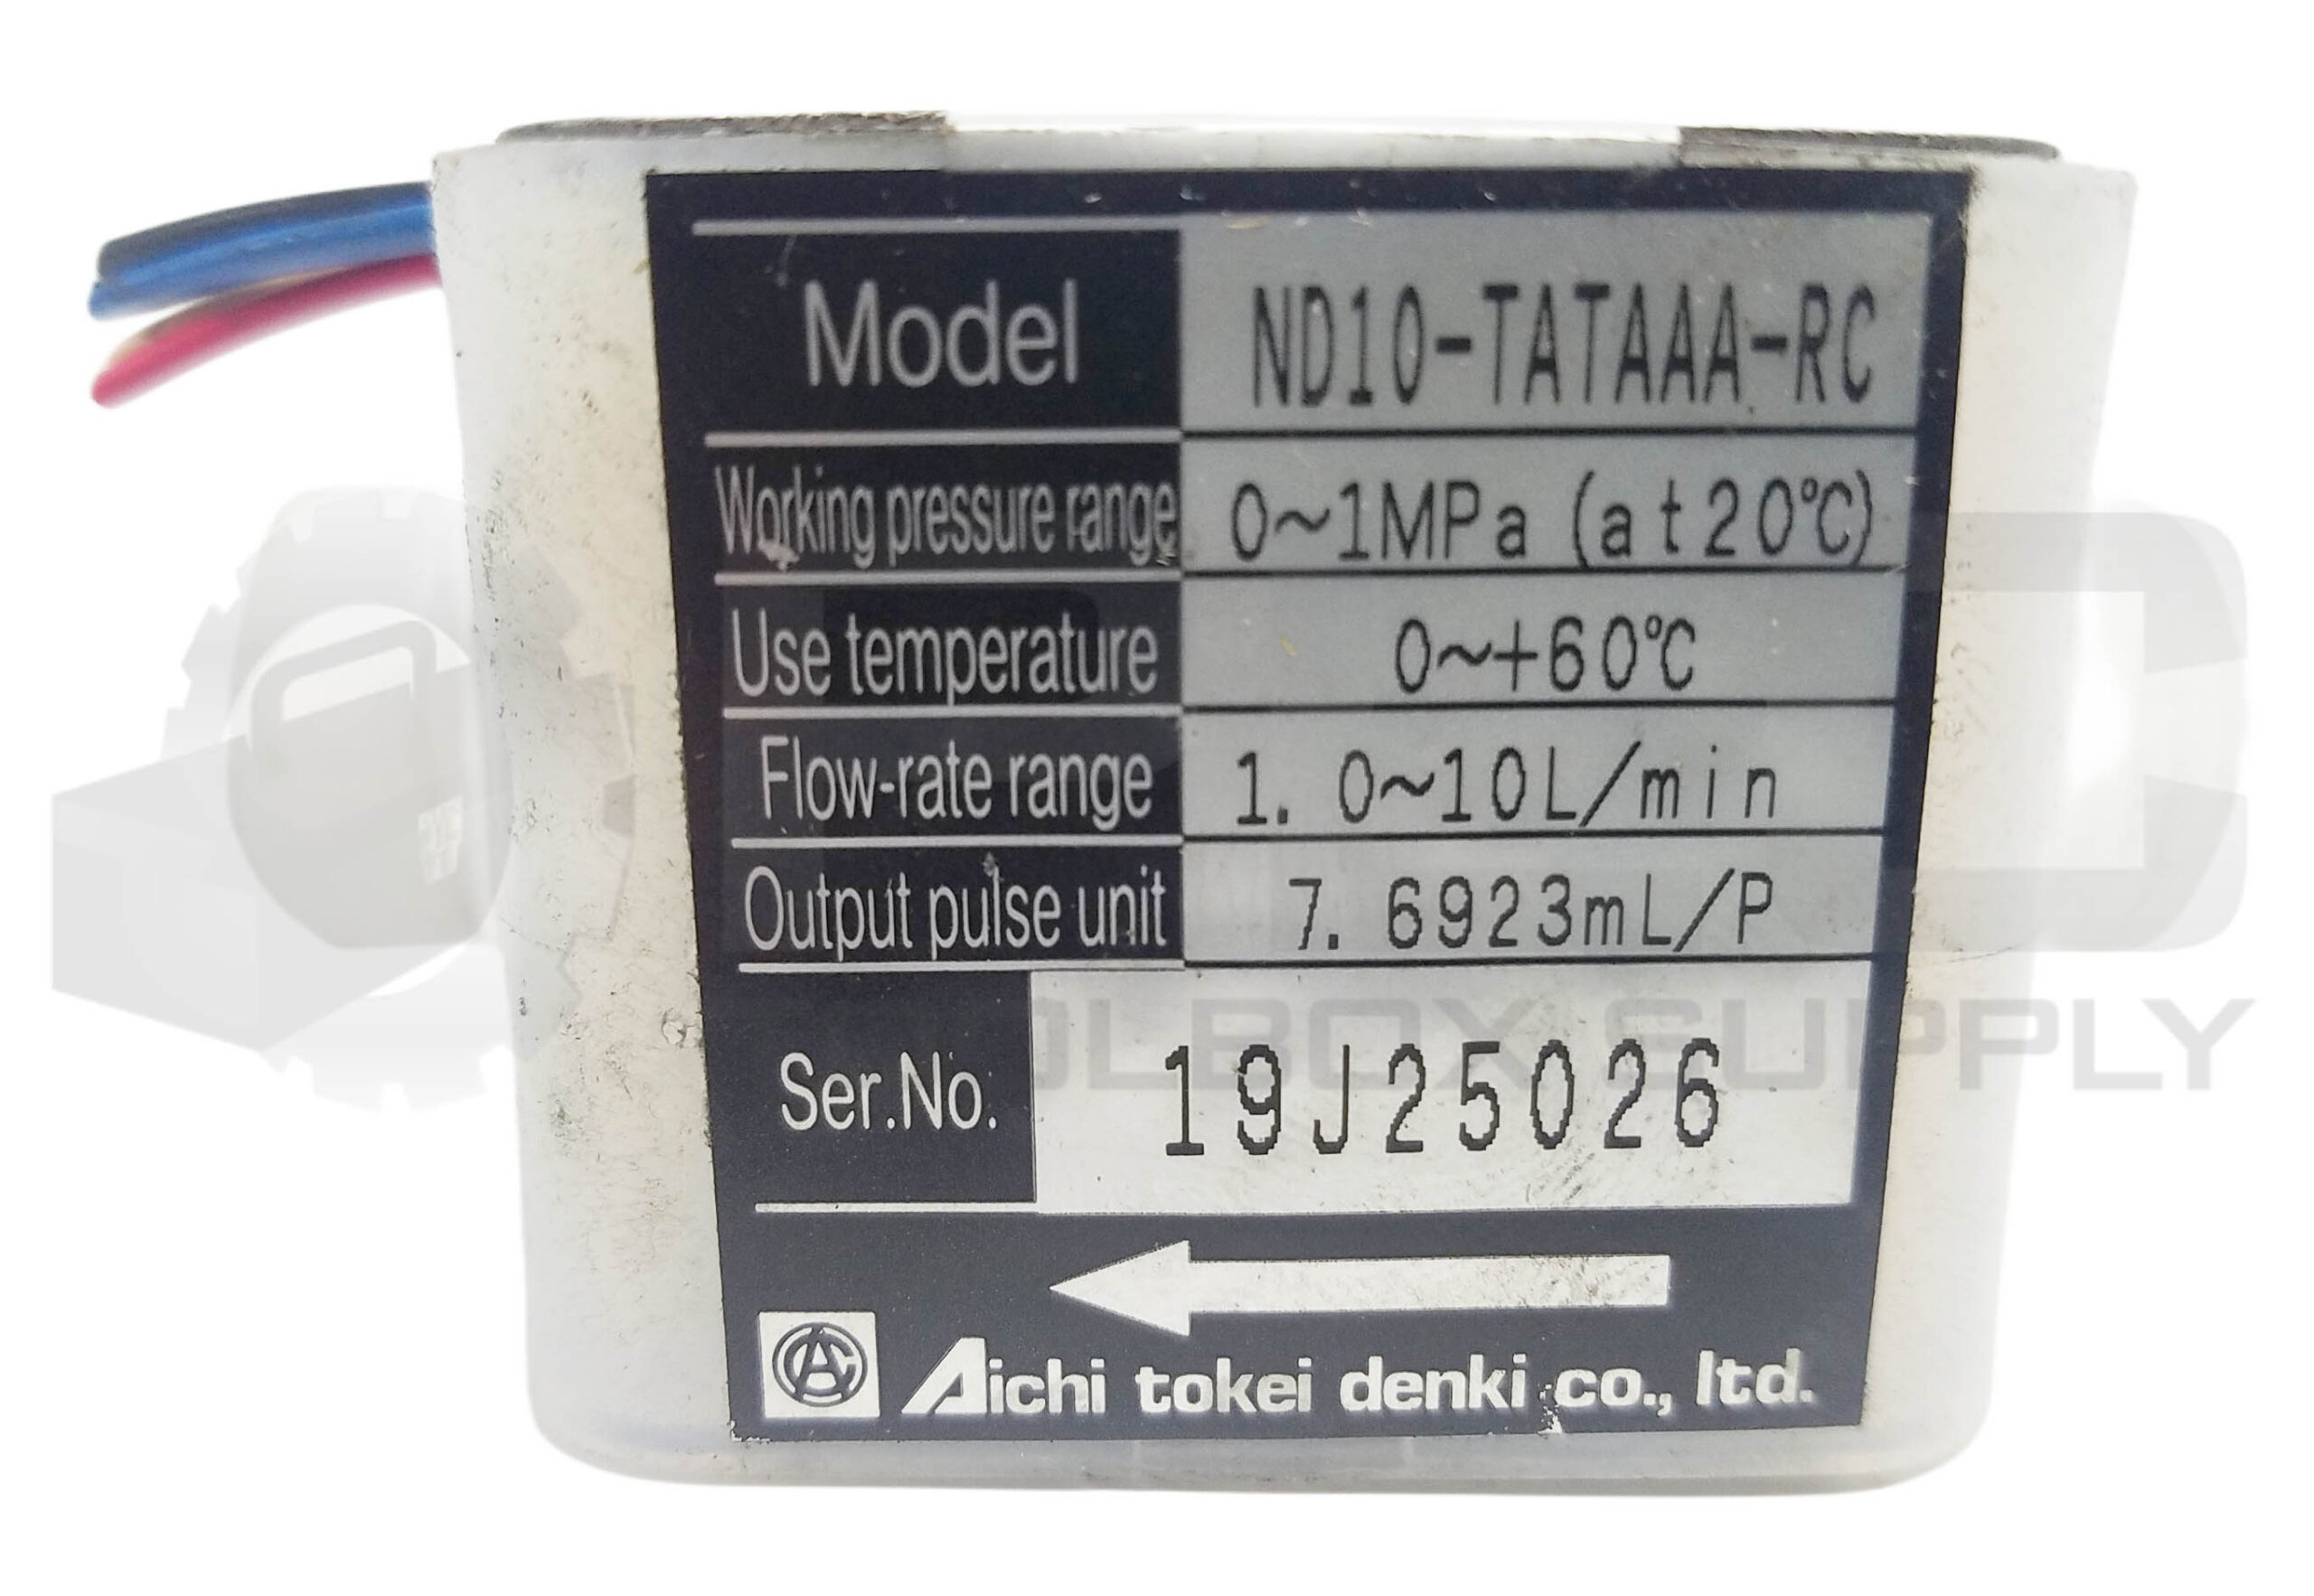 Model ND10-TATAAA-RC
Working pressure range 0~1MPa (at20℃)
Use temperature 0~+60℃
Flow-rate range 1. 0~10L/min
Output pulse unit 7. 6923mL/P
Ser.No. 19J25026
Aichi tokei denki co., ltd.
OLBOX SUPPLY